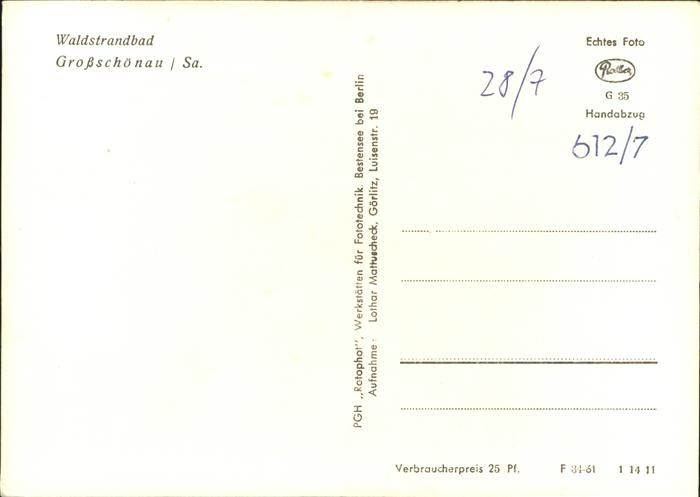 Waldstrandbad
Großschönau / Sa.
PGH „Rotophot", Werkstätten für Fototechnik. Bestensee bei Berlin
Aufnahme: Lothar Mattuscheck, Görlitz, Luisenstr. 19
28/7
Echtes Foto
G 35
Handabzug
612/7
Verbraucherpreis 25 Pf. F 34-61 1 14 11